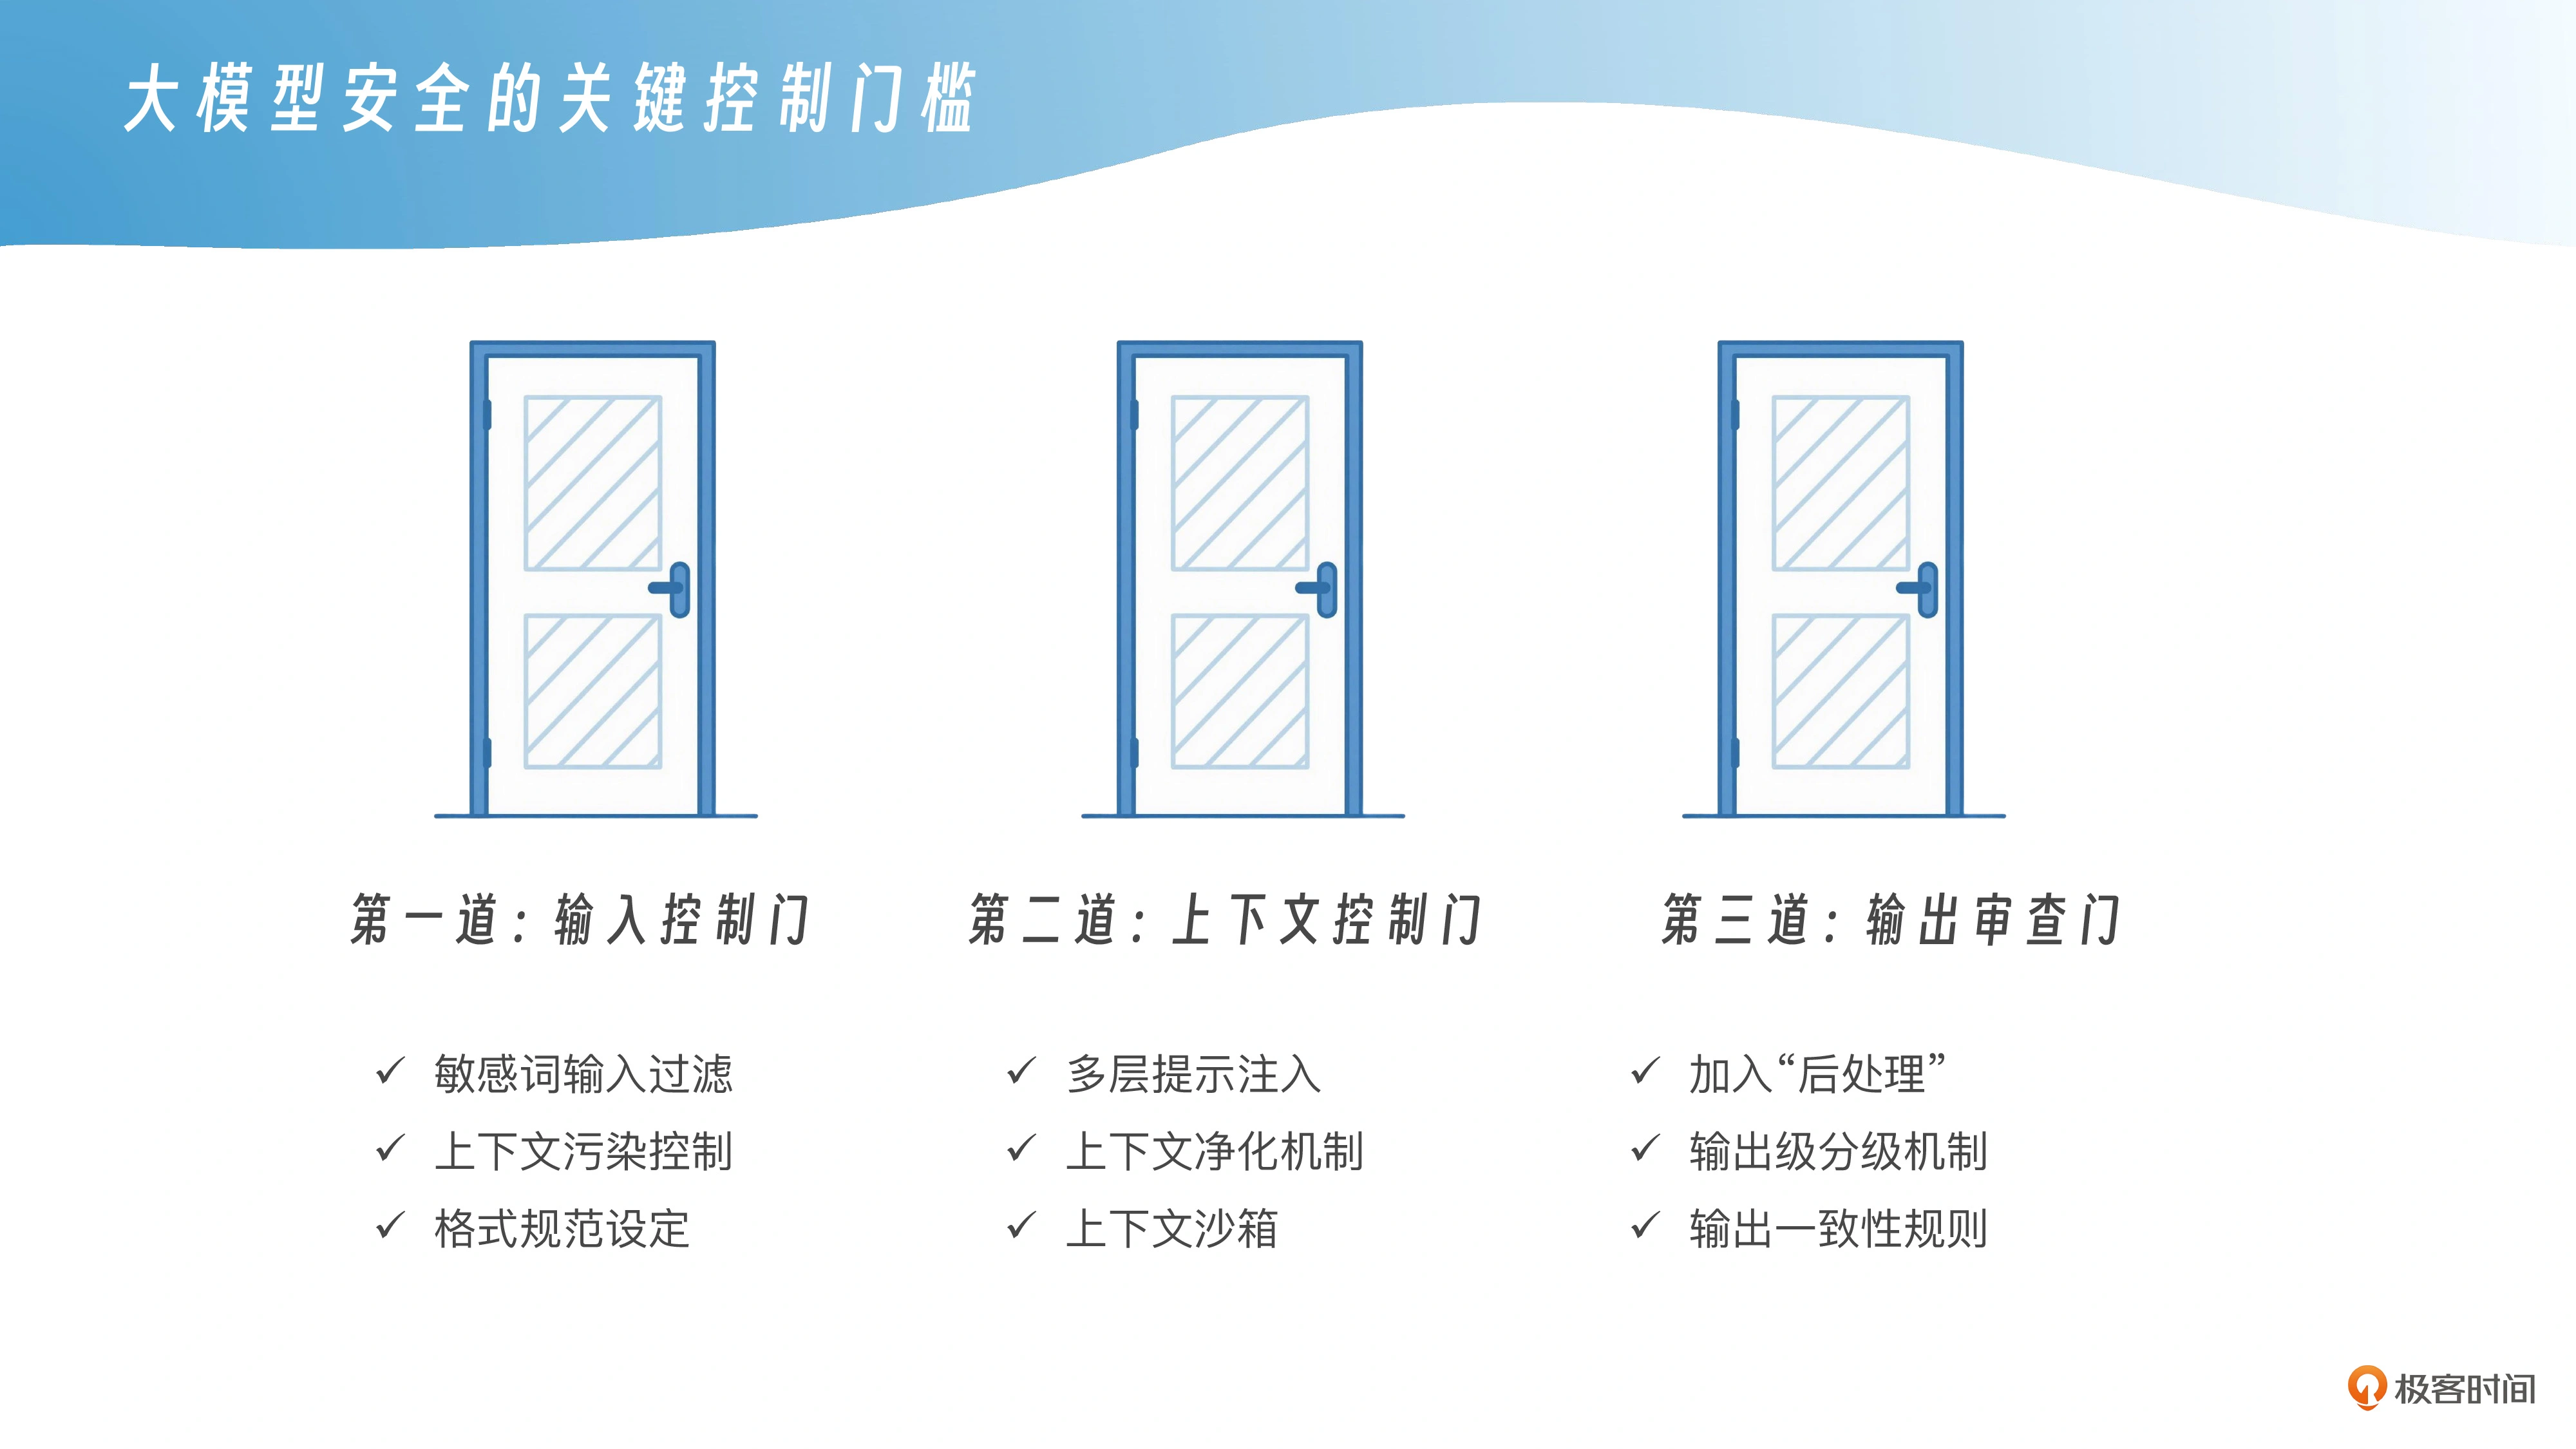 大模型安全的关键控制门槛
第一道：输入控制门
敏感词输入过滤
上下文污染控制
格式规范设定
第二道：上下文控制门
多层提示注入
上下文净化机制
上下文沙箱
第三道：输出审查门
加入“后处理”
输出级分级机制
输出一致性规则
极客时间